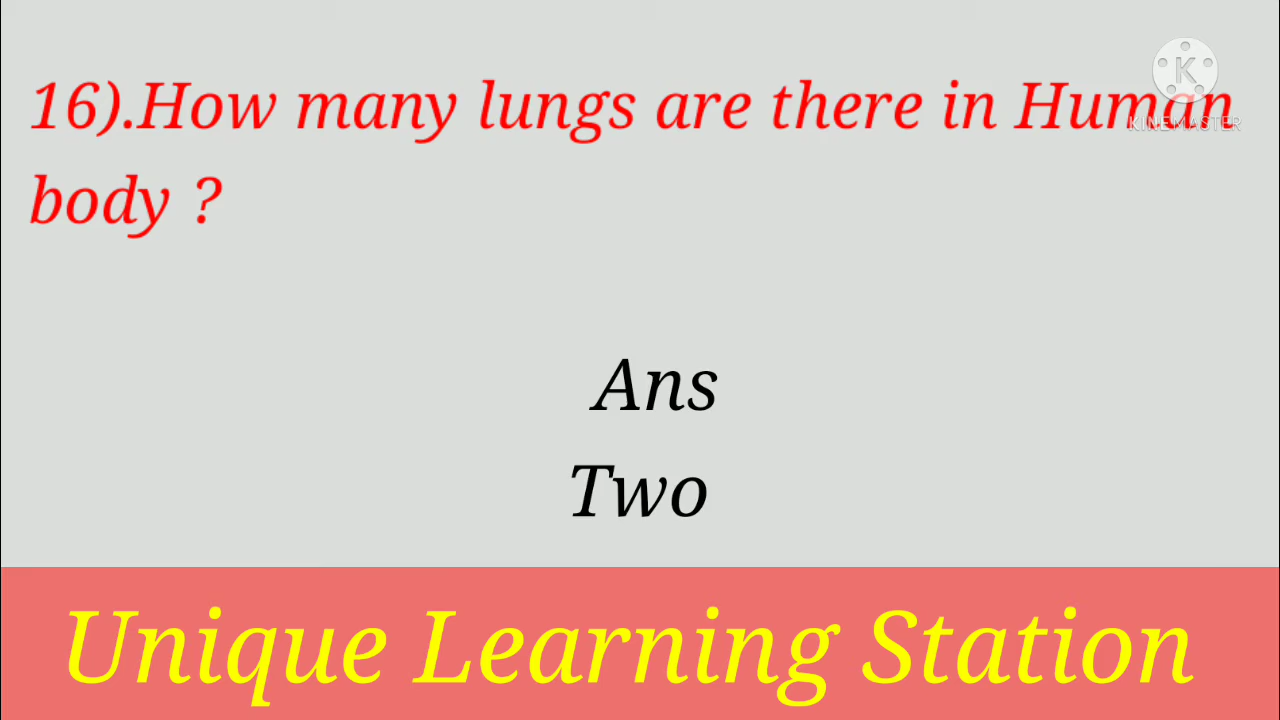 16).How many lungs are there in Human
body ?
K
KINEMASTER
Ans
Two
Unique Learning Station